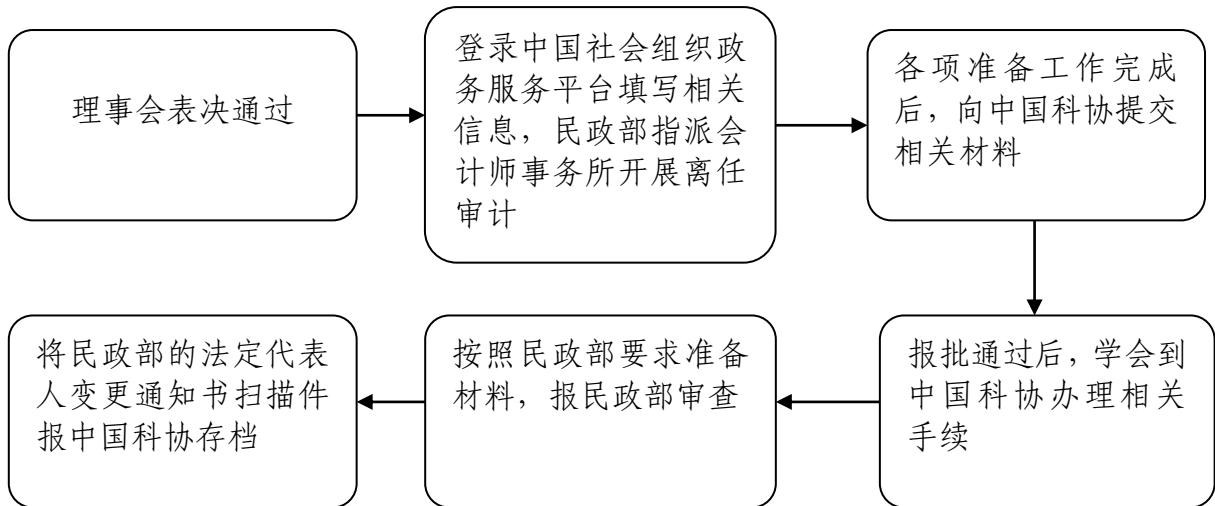 理事会表决通过
登录中国社会组织政
务服务平台填写相关
信息，民政部指派会
计师事务所开展离任
审计
各项准备工作完成
后，向中国科协提交
相关材料
报批通过后，学会到
中国科协办理相关
手续
按照民政部要求准备
材料，报民政部审查
将民政部的法定代表
人变更通知书扫描件
报中国科协存档